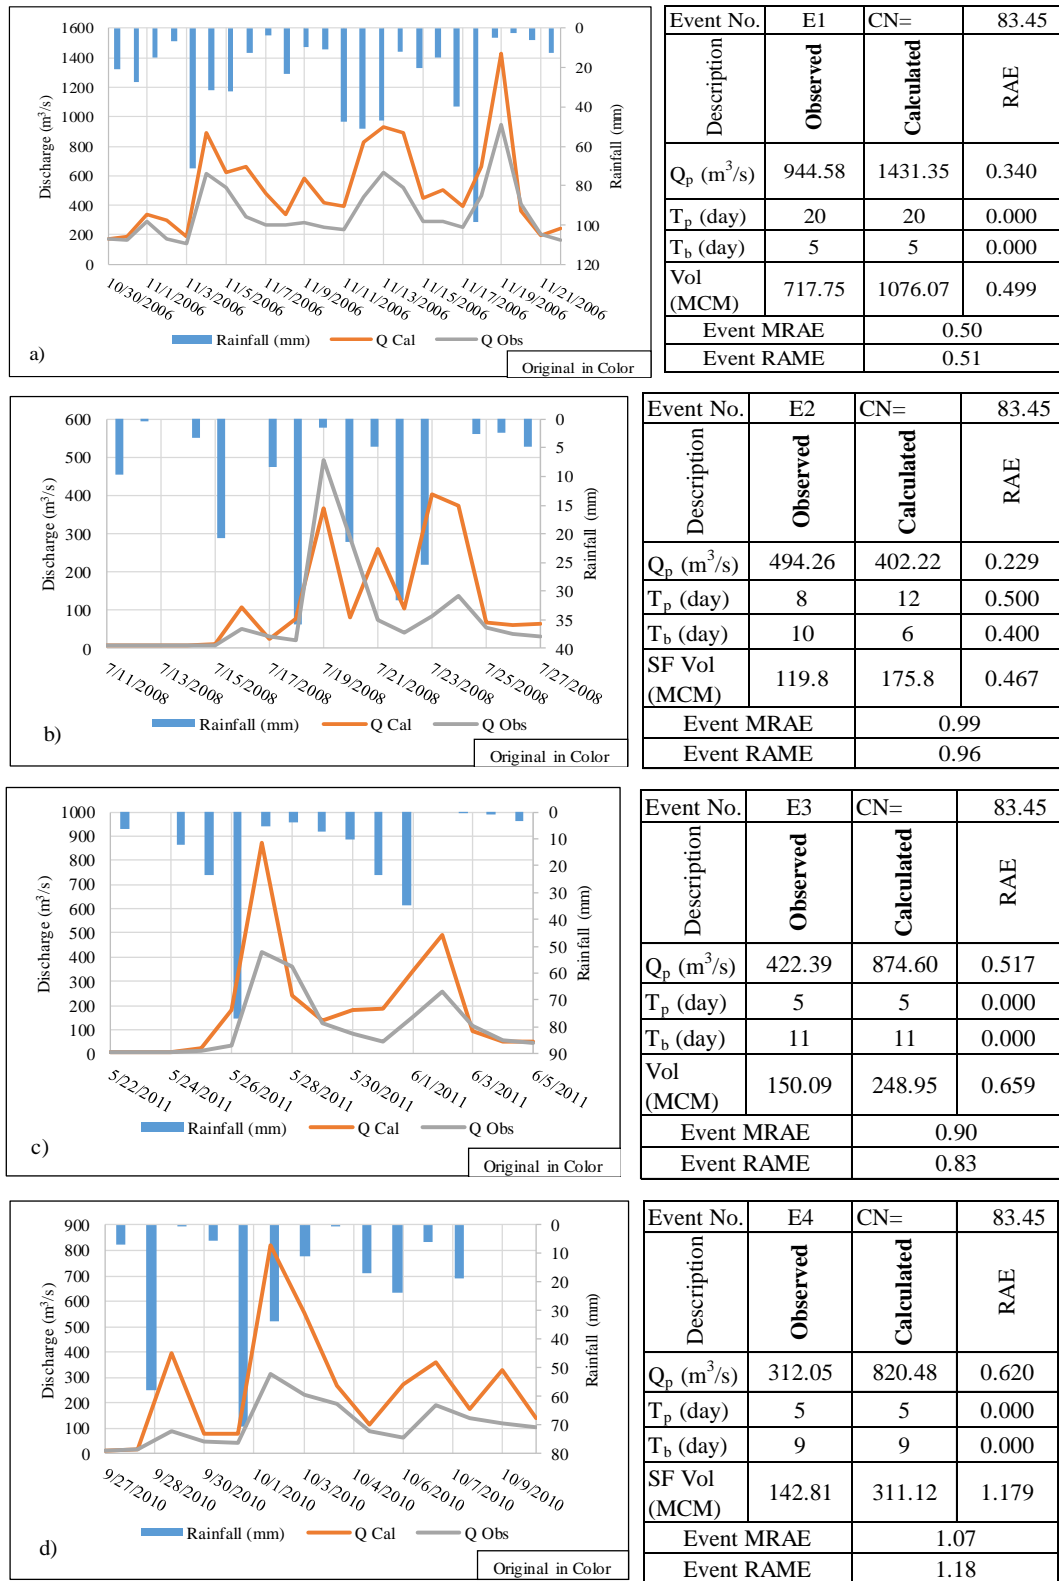 1600
1400
1200
1000
800
600
400
200
0
Discharge (m³/s)
0
20
40
60
80
100
120
Rainfall (mm)
10/30/2006
11/1/2006
11/3/2006
11/5/2006
11/7/2006
11/9/2006
11/11/2006
11/13/2006
11/15/2006
11/17/2006
11/19/2006
11/21/2006
Rainfall (mm) Q Cal Q Obs
a)
Original in Color
Event No. E1 CN= 83.45
Description Observed Calculated RAE
Qp (m³/s) 944.58 1431.35 0.340
Tp (day) 20 20 0.000
Tb (day) 5 5 0.000
Vol
(MCM) 717.75 1076.07 0.499
Event MRAE 0.50
Event RAME 0.51
600
500
400
300
200
100
0
Discharge (m³/s)
0
5
10
15
20
25
30
35
40
Rainfall (mm)
7/11/2008
7/13/2008
7/15/2008
7/17/2008
7/19/2008
7/21/2008
7/23/2008
7/25/2008
7/27/2008
Rainfall (mm) Q Cal Q Obs
b)
Original in Color
Event No. E2 CN= 83.45
Description Observed Calculated RAE
Qp (m³/s) 494.26 402.22 0.229
Tp (day) 8 12 0.500
Tb (day) 10 6 0.400
SF Vol
(MCM) 119.8 175.8 0.467
Event MRAE 0.99
Event RAME 0.96
1000
900
800
700
600
500
400
300
200
100
0
Discharge (m³/s)
0
10
20
30
40
50
60
70
80
90
Rainfall (mm)
5/22/2011
5/24/2011
5/26/2011
5/28/2011
5/30/2011
6/1/2011
6/3/2011
6/5/2011
Rainfall (mm) Q Cal Q Obs
c)
Original in Color
Event No. E3 CN= 83.45
Description Observed Calculated RAE
Qp (m³/s) 422.39 874.60 0.517
Tp (day) 5 5 0.000
Tb (day) 11 11 0.000
Vol
(MCM) 150.09 248.95 0.659
Event MRAE 0.90
Event RAME 0.83
900
800
700
600
500
400
300
200
100
0
Discharge (m³/s)
0
10
20
30
40
50
60
70
80
Rainfall (mm)
9/27/2010
9/28/2010
9/30/2010
10/1/2010
10/3/2010
10/4/2010
10/6/2010
10/7/2010
10/9/2010
Rainfall (mm) Q Cal Q Obs
d)
Original in Color
Event No. E4 CN= 83.45
Description Observed Calculated RAE
Qp (m³/s) 312.05 820.48 0.620
Tp (day) 5 5 0.000
Tb (day) 9 9 0.000
SF Vol
(MCM) 142.81 311.12 1.179
Event MRAE 1.07
Event RAME 1.18